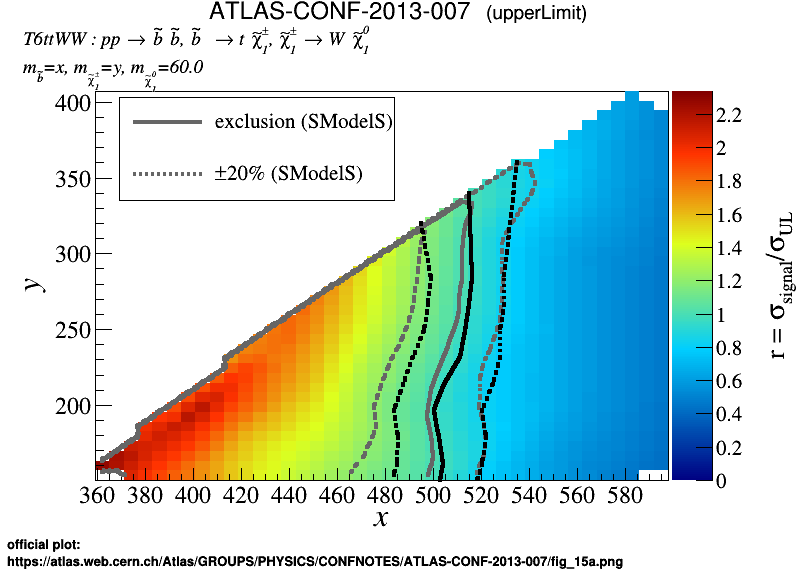 ATLAS-CONF-2013-007 (upperLimit)
T6ttWW : pp → b̃ b̃, b̃ → t χ̃₁±, χ̃₁± → W χ̃₁⁰
m_b̃=x, m_χ̃₁±=y, m_χ̃₁⁰=60.0
exclusion (SModelS)
±20% (SModelS)
400
350
300
250
200
y
360 380 400 420 440 460 480 500 520 540 560 580
x
2.2
2
1.8
1.6
1.4
1.2
1
0.8
0.6
0.4
0.2
0
r = σ_signal/σ_UL
official plot:
https://atlas.web.cern.ch/Atlas/GROUPS/PHYSICS/CONFNOTES/ATLAS-CONF-2013-007/fig_15a.png